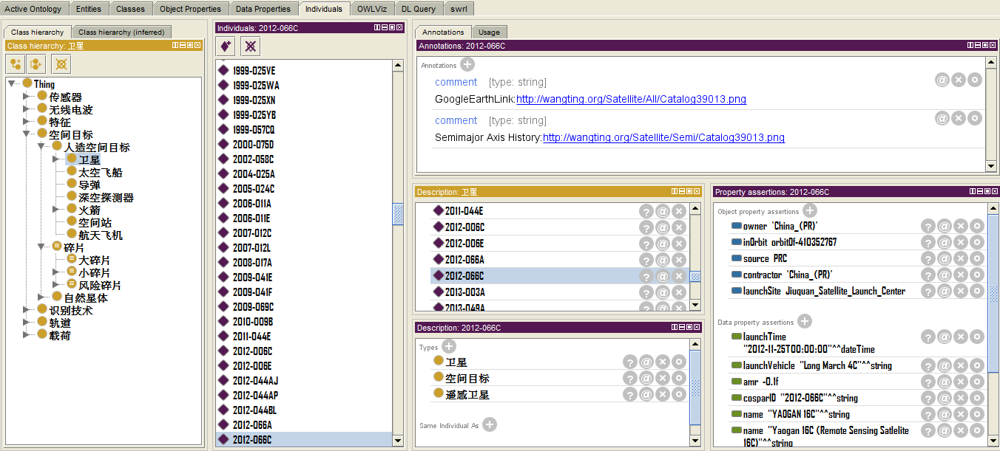 Active Ontology Entities Classes Object Properties Data Properties Individuals OWLViz DL Query swrl
Class hierarchy Class hierarchy (inferred)
Class hierarchy: 卫星
Thing
传感器
无线电波
特征
空间目标
人造空间目标
卫星
太空飞船
导弹
深空探测器
火箭
空间站
航天飞机
碎片
大碎片
小碎片
风险碎片
自然星体
识别技术
轨道
载荷
Individuals: 2012-066C
1999-025VE
1999-025WA
1999-025XN
1999-025YB
1999-057CQ
2000-075D
2002-058C
2004-025A
2005-024C
2006-011A
2006-011E
2007-012C
2007-012L
2008-017A
2009-041E
2009-041F
2009-069C
2010-009B
2011-044E
2012-006C
2012-006E
2012-044AJ
2012-044AP
2012-044BL
2012-066A
2012-066C
Annotations Usage
Annotations: 2012-066C
Annotations
comment [type: string]
GoogleEarthLink:http://wangting.org/Satellite/All/Catalog39013.png
comment [type: string]
Semimajor Axis History:http://wangting.org/Satellite/Semi/Catalog39013.png
Description: 卫星
2011-044E
2012-006C
2012-006E
2012-066A
2012-066C
2013-003A
2013-049A
Description: 2012-066C
Types
卫星
空间目标
遥感卫星
Same Individual As
Property assertions: 2012-066C
Object property assertions
owner 'China_(PR)'
inOrbit orbitOf-410352767
source PRC
contractor 'China_(PR)'
launchSite Jiuquan_Satellite_Launch_Center
Data property assertions
launchTime
"2012-11-25T00:00:00"^^dateTime
launchVehicle "Long March 4C"^^string
amr -0.1f
cosparID "2012-066C"^^string
name "YAOGAN 16C"^^string
name "Yaogan 16C (Remote Sensing Satlelite
16C)"^^string